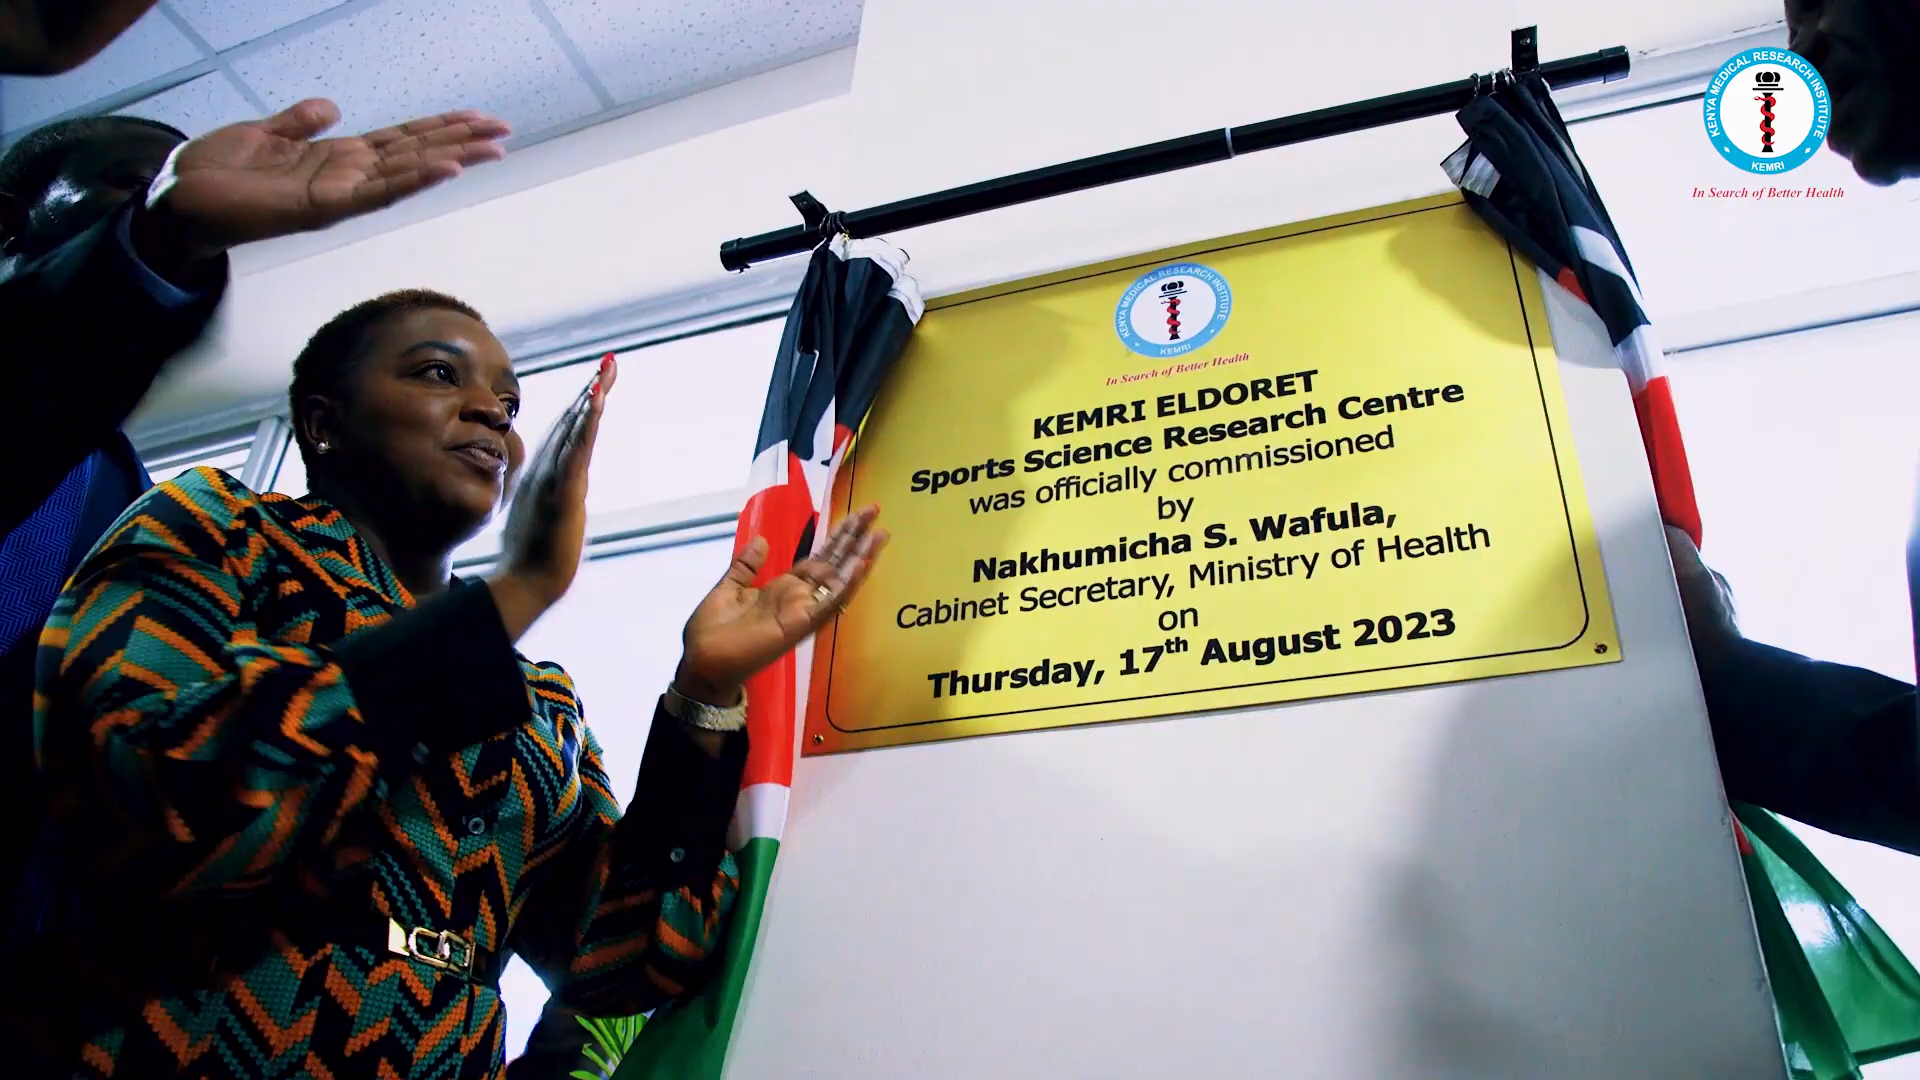 KENYA MEDICAL RESEARCH INSTITUTE
KEMRI
In Search of Better Health
KENYA MEDICAL RESEARCH INSTITUTE
KEMRI
In Search of Better Health
KEMRI ELDORET
Sports Science Research Centre
was officially commissioned
by
Nakhumicha S. Wafula,
Cabinet Secretary, Ministry of Health
on
Thursday, 17th August 2023